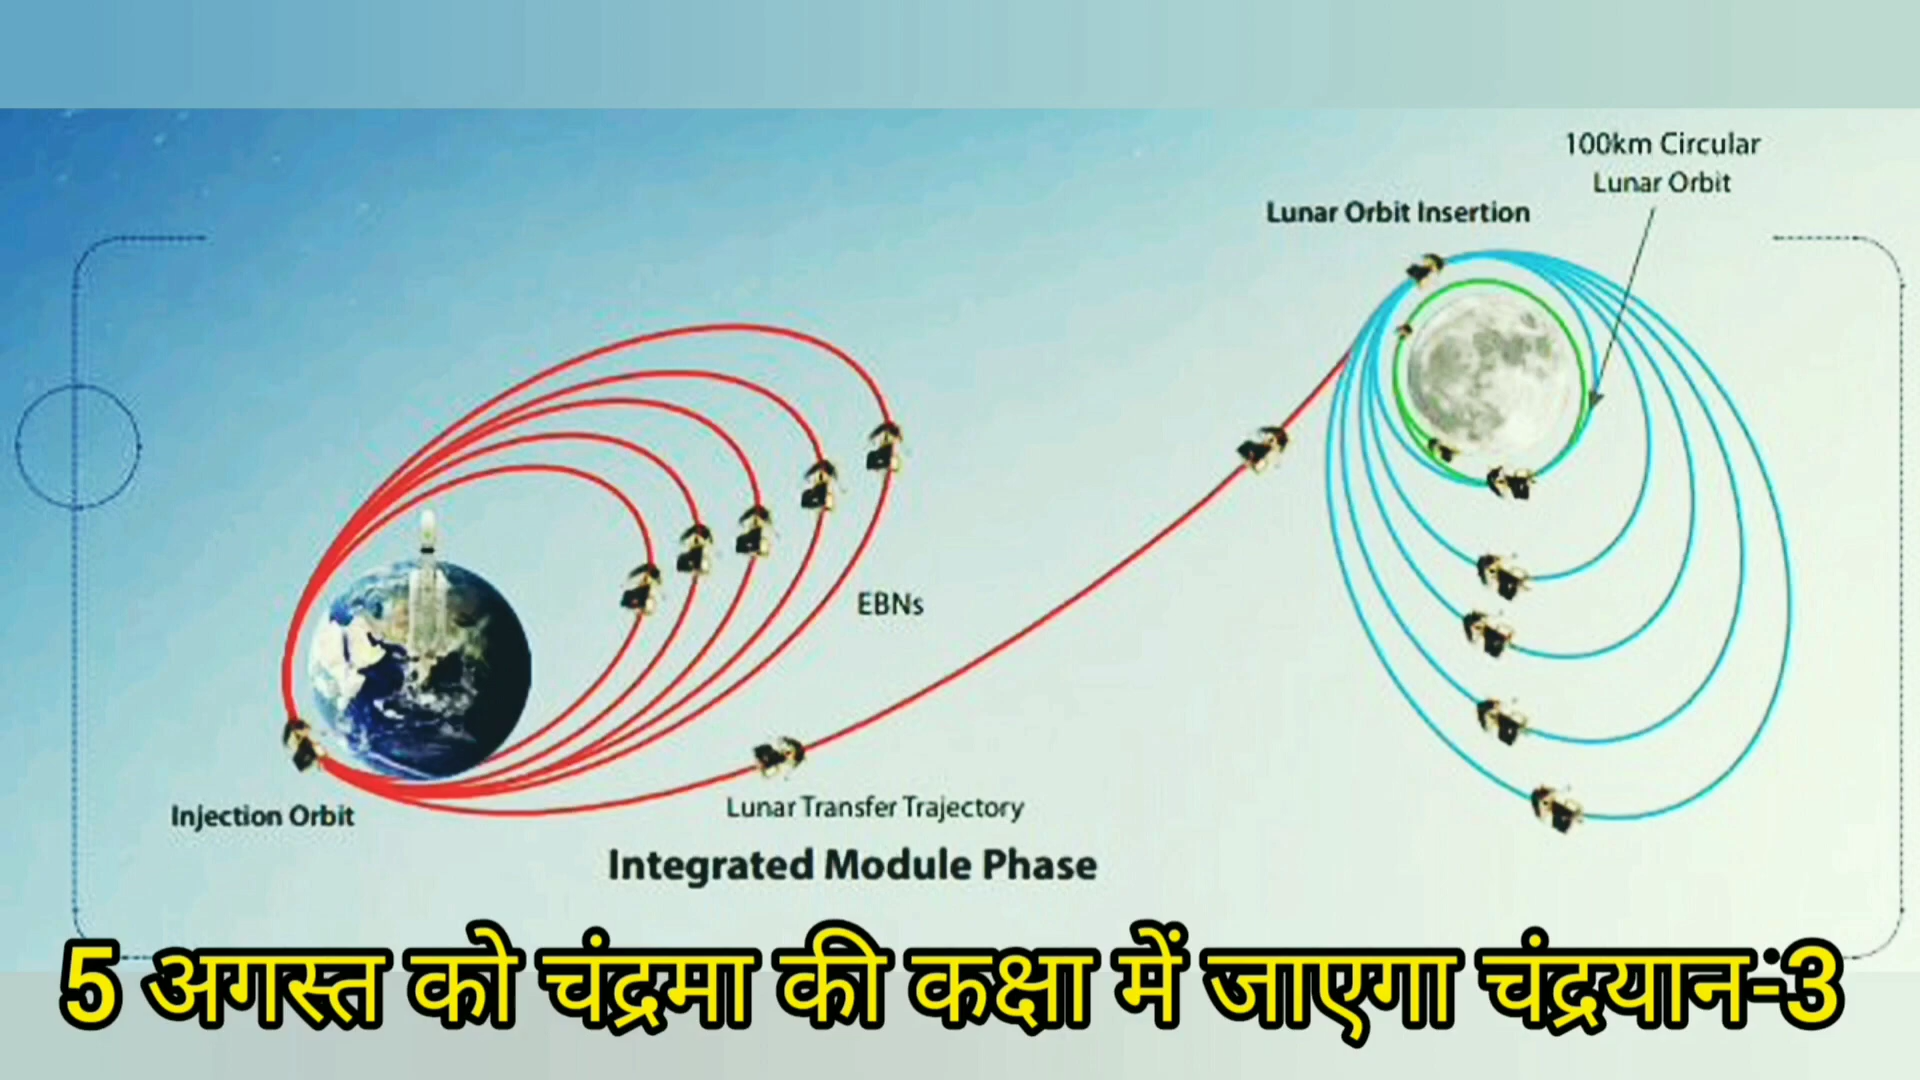 100km Circular
Lunar Orbit
Lunar Orbit Insertion
EBNs
Injection Orbit
Lunar Transfer Trajectory
Integrated Module Phase
5 अगस्त को चंद्रमा की कक्षा में जाएगा चंद्रयान-3